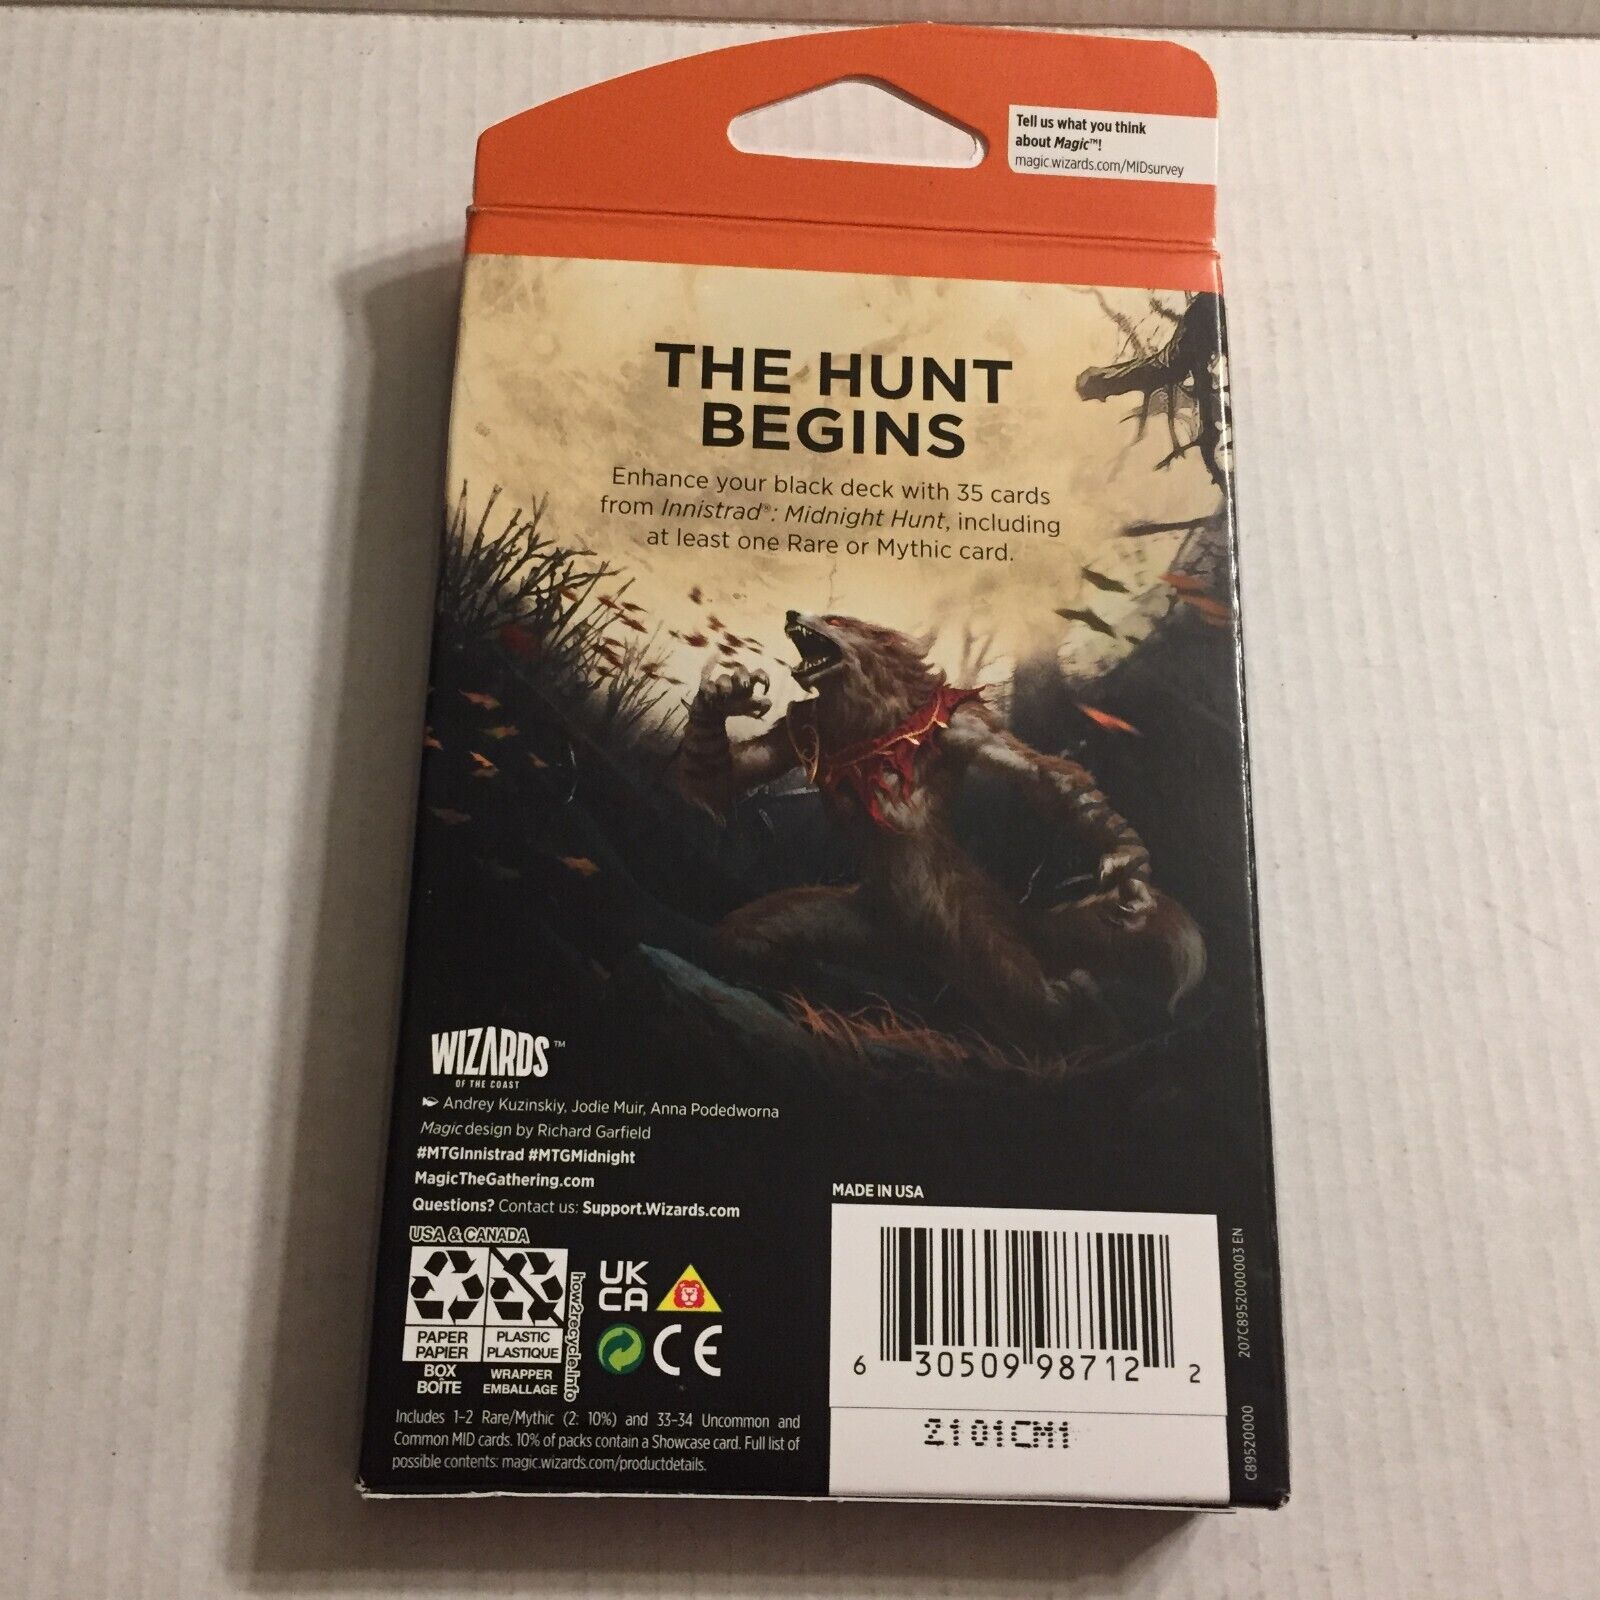 Tell us what you think
about Magic™!
magic.wizards.com/MIDsurvey
THE HUNT
BEGINS
Enhance your black deck with 35 cards
from Innistrad®: Midnight Hunt, including
at least one Rare or Mythic card.
WIZARDS™
OF THE COAST
Andrey Kuzinskiy, Jodie Muir, Anna Podedworna
Magic design by Richard Garfield
#MTGInnistrad #MTGMidnight
MagicTheGathering.com
Questions? Contact us: Support.Wizards.com
USA & CANADA
PAPER
PAPIER
BOX
BOÎTE
PLASTIC
PLASTIQUE
WRAPPER
EMBALLAGE
how2recycle.info
UK
CA
CE
Includes 1-2 Rare/Mythic (2: 10%) and 33-34 Uncommon and
Common MID cards. 10% of packs contain a Showcase card. Full list of
possible contents: magic.wizards.com/productdetails.
MADE IN USA
6 30509 98712 2
2101CM1
207C8952000003 EN
C89520000